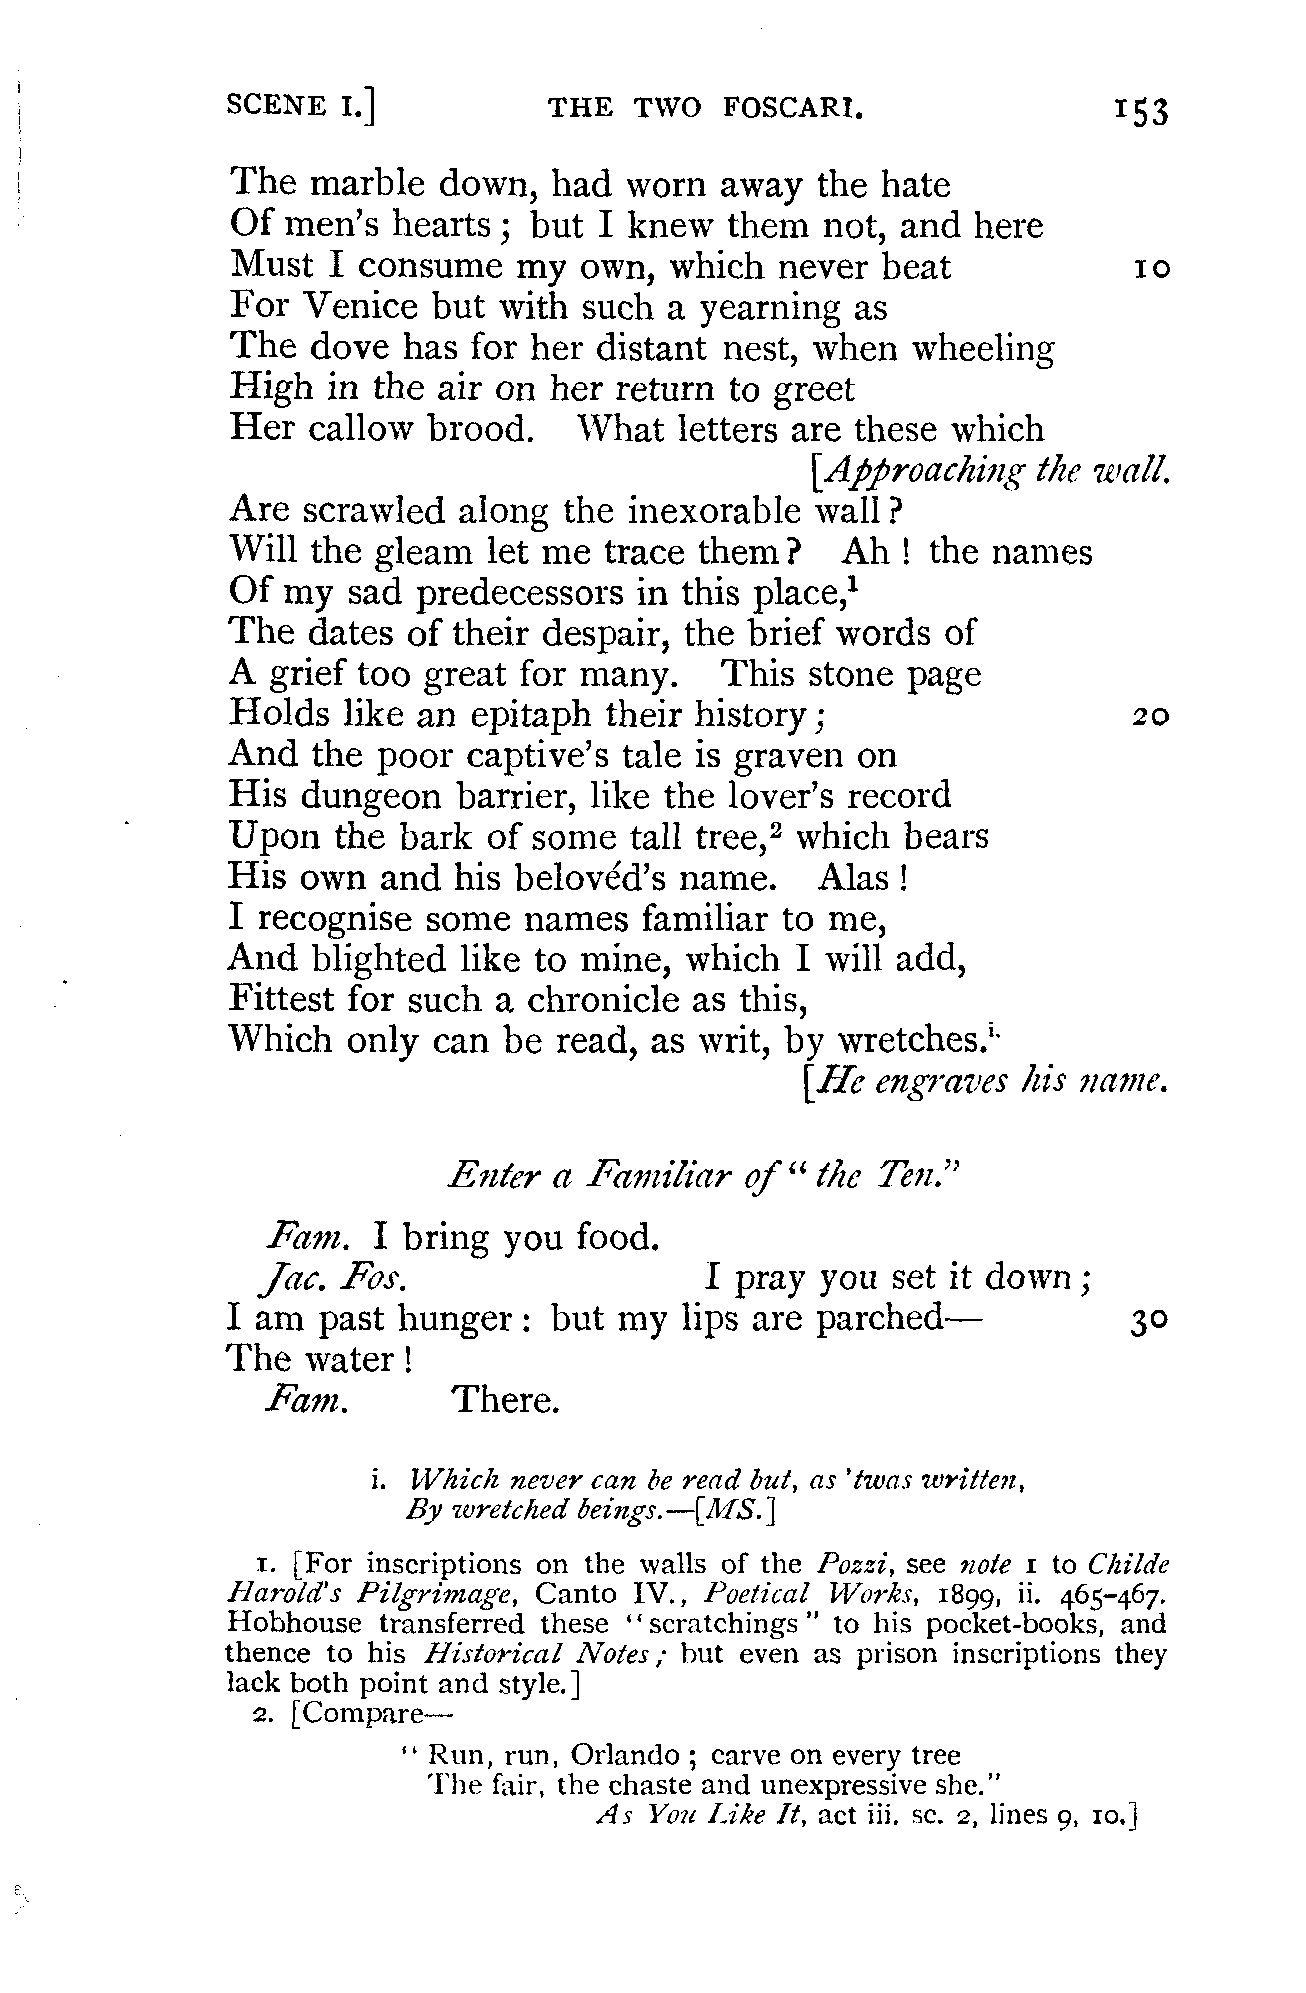 SCENE I.] THE TWO FOSCARI. 153
The marble down, had worn away the hate
Of men's hearts; but I knew them not, and here
Must I consume my own, which never beat 10
For Venice but with such a yearning as
The dove has for her distant nest, when wheeling
High in the air on her return to greet
Her callow brood. What letters are these which
[Approaching the wall.
Are scrawled along the inexorable wall?
Will the gleam let me trace them? Ah! the names
Of my sad predecessors in this place,¹
The dates of their despair, the brief words of
A grief too great for many. This stone page
Holds like an epitaph their history; 20
And the poor captive's tale is graven on
His dungeon barrier, like the lover's record
Upon the bark of some tall tree,² which bears
His own and his belovéd's name. Alas!
I recognise some names familiar to me,
And blighted like to mine, which I will add,
Fittest for such a chronicle as this,
Which only can be read, as writ, by wretches.i.
[He engraves his name.
Enter a Familiar of "the Ten."
Fam. I bring you food.
Jac. Fos. I pray you set it down;
I am past hunger: but my lips are parched— 30
The water!
Fam. There.
i. Which never can be read but, as 'twas written,
By wretched beings.—[MS.]
1. [For inscriptions on the walls of the Pozzi, see note 1 to Childe
Harold's Pilgrimage, Canto IV., Poetical Works, 1899, ii. 465-467.
Hobhouse transferred these "scratchings" to his pocket-books, and
thence to his Historical Notes; but even as prison inscriptions they
lack both point and style.]
2. [Compare—
"Run, run, Orlando; carve on every tree
The fair, the chaste and unexpressive she."
As You Like It, act iii. sc. 2, lines 9, 10.]